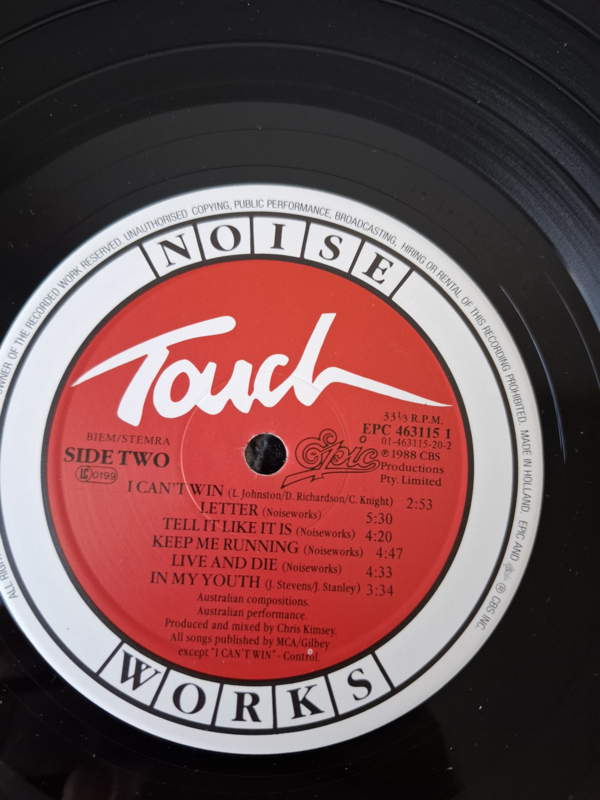 OWNER OF THE RECORDED WORK RESERVED. UNAUTHORISED COPYING, PUBLIC PERFORMANCE, BROADCASTING, HIRING OR RENTAL OF THIS RECORDING PROHIBITED. MADE IN HOLLAND. EPIC AND ℗ CBS INC.
NOISE
Touch
33⅓ R.P.M.
EPC 463115 1
01-463115-20-2
BIEM/STEMRA
SIDE TWO
LC 0199
Epic
℗ 1988 CBS
Productions
Pty. Limited
I CAN'T WIN (L. Johnston/D. Richardson/C. Knight) 2:53
LETTER (Noiseworks) 5:30
TELL IT LIKE IT IS (Noiseworks) 4:20
KEEP ME RUNNING (Noiseworks) 4:47
LIVE AND DIE (Noiseworks) 4:33
IN MY YOUTH (J. Stevens/J. Stanley) 3:34
Australian compositions.
Australian performance.
Produced and mixed by Chris Kimsey.
All songs published by MCA/Gilbey
except "I CAN'T WIN" - Control.
WORKS
ALL RIGH